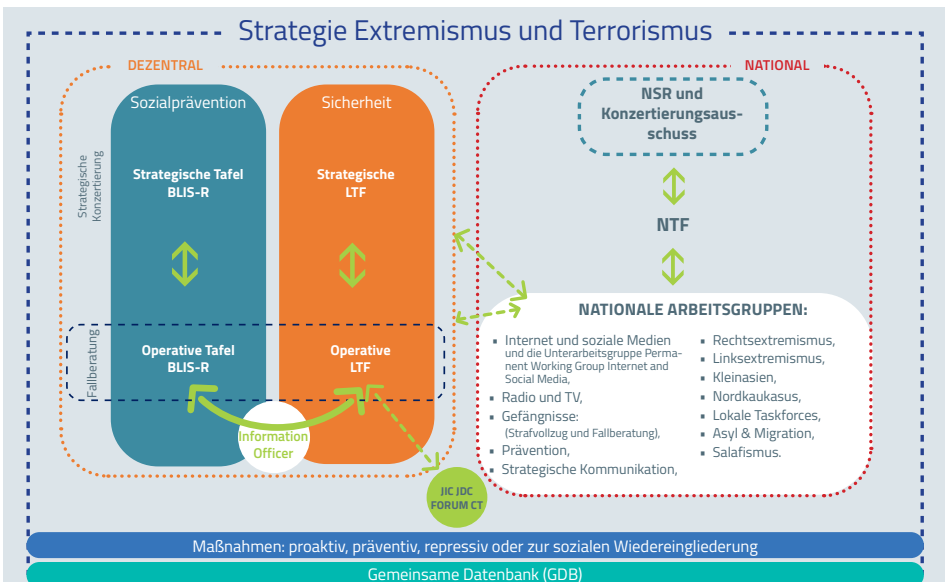 Strategie Extremismus und Terrorismus
DEZENTRAL
Sozialprävention
Sicherheit
Strategische
Konzertierung
Strategische Tafel
BLIS-R
Strategische
LTF
Fallberatung
Operative Tafel
BLIS-R
Operative
LTF
Information
Officer
JIC JDC
FORUM CT
NATIONAL
NSR und
Konzertierungsaus-
schuss
NTF
NATIONALE ARBEITSGRUPPEN:
▪ Internet und soziale Medien
und die Unterarbeitsgruppe Perma-
nent Working Group Internet and
Social Media,
▪ Radio und TV,
▪ Gefängnisse:
(Strafvollzug und Fallberatung),
▪ Prävention,
▪ Strategische Kommunikation,
▪ Rechtsextremismus,
▪ Linksextremismus,
▪ Kleinasien,
▪ Nordkaukasus,
▪ Lokale Taskforces,
▪ Asyl & Migration,
▪ Salafismus.
Maßnahmen: proaktiv, präventiv, repressiv oder zur sozialen Wiedereingliederung
Gemeinsame Datenbank (GDB)